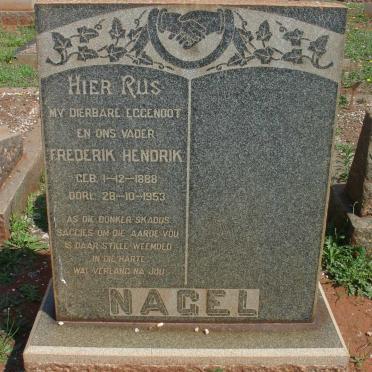 HIER RUS
MY DIERBARE EGGENOOT
EN ONS VADER
FREDERIK HENDRIK
GEB. 1-12-1888
OORL. 28-10-1953
AS DIE DONKER SKADUS
SAGGIES OM DIE AARDE VOU
IS DAAR STILLE WEEMOED
IN DIE HARTE
WAT VERLANG NA JOU
NAGEL